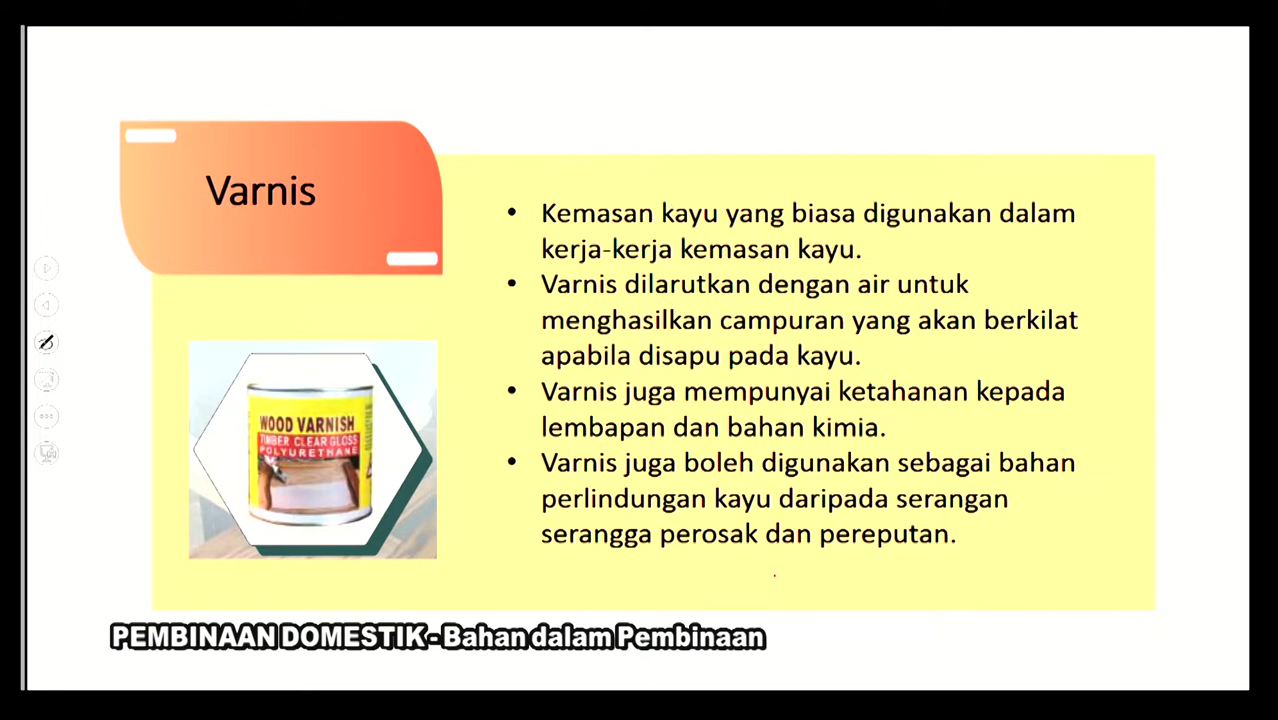 Varnis
• Kemasan kayu yang biasa digunakan dalam
kerja-kerja kemasan kayu.
• Varnis dilarutkan dengan air untuk
menghasilkan campuran yang akan berkilat
apabila disapu pada kayu.
• Varnis juga mempunyai ketahanan kepada
lembapan dan bahan kimia.
• Varnis juga boleh digunakan sebagai bahan
perlindungan kayu daripada serangan
serangga perosak dan pereputan.
WOOD VARNISH
TIMBER CLEAR GLOSS
POLYURETHANE
PEMBINAAN DOMESTIK - Bahan dalam Pembinaan